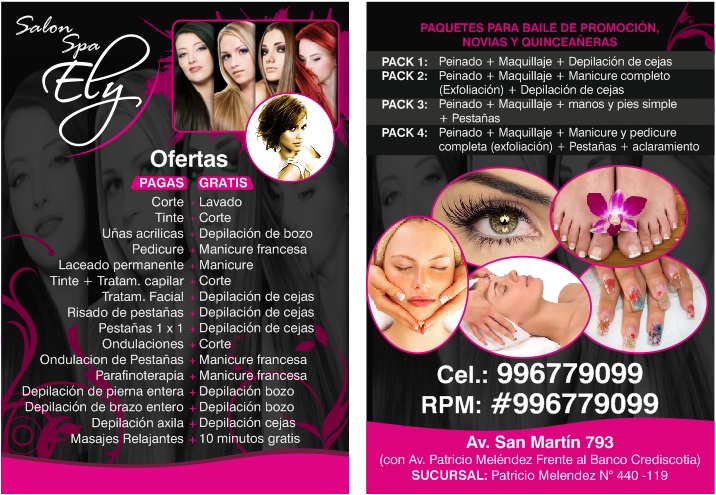 Salon
Spa
Ely
Ofertas
PAGAS GRATIS
Corte + Lavado
Tinte + Corte
Uñas acrilicas + Depilación de bozo
Pedicure + Manicure francesa
Laceado permanente + Manicure
Tinte + Tratam. capilar + Corte
Tratam. Facial + Depilación de cejas
Risado de pestañas + Depilación de cejas
Pestañas 1 x 1 + Depilación de cejas
Ondulaciones + Corte
Ondulacion de Pestañas + Manicure francesa
Parafinoterapia + Manicure francesa
Depilación de pierna entera + Depilación bozo
Depilación de brazo entero + Depilación bozo
Depilación axila + Depilación cejas
Masajes Relajantes + 10 minutos gratis
PAQUETES PARA BAILE DE PROMOCIÓN,
NOVIAS Y QUINCEAÑERAS
PACK 1: Peinado + Maquillaje + Depilación de cejas
PACK 2: Peinado + Maquillaje + Manicure completo
(Exfoliación) + Depilación de cejas
PACK 3: Peinado + Maquillaje + manos y pies simple
+ Pestañas
PACK 4: Peinado + Maquillaje + Manicure y pedicure
completa (exfoliación) + Pestañas + aclaramiento
Cel.: 996779099
RPM: #996779099
Av. San Martín 793
(con Av. Patricio Meléndez Frente al Banco Crediscotia)
SUCURSAL: Patricio Melendez N° 440 -119